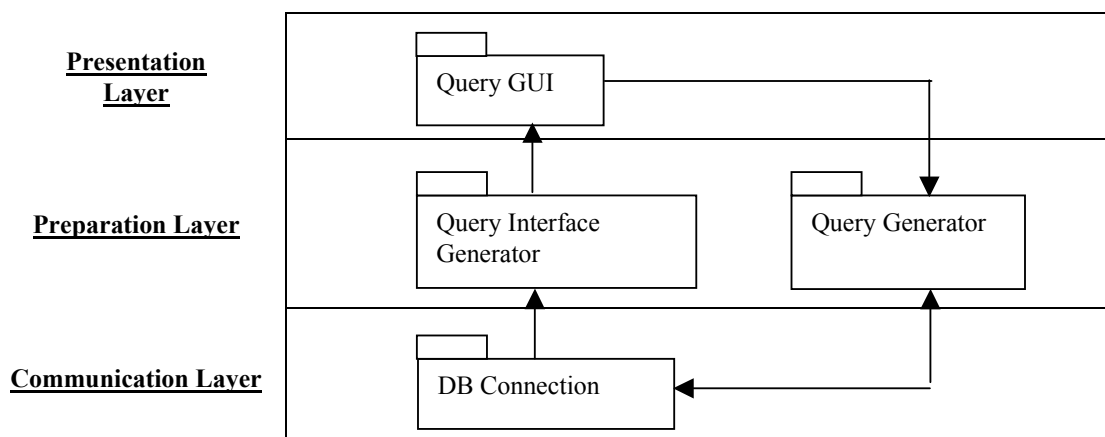 Presentation
Layer
Query GUI
Preparation Layer
Query Interface
Generator
Query Generator
Communication Layer
DB Connection